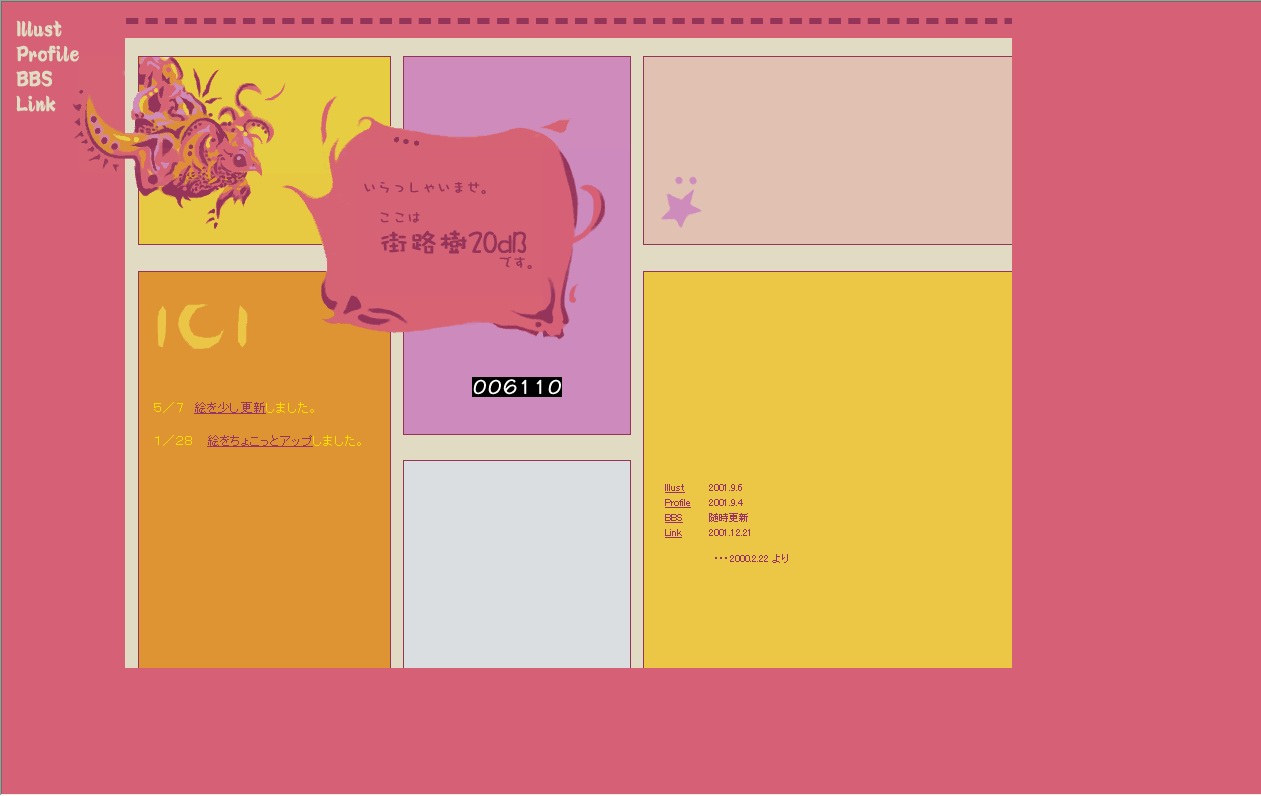 Illust
Profile
BBS
Link
いらっしゃいませ。
ここは
街路樹20dB
です。
ICI
006110
5/7 絵を少し更新しました。
1/28 絵をちょこっとアップしました。
Illust 2001.9.6
Profile 2001.9.4
BBS 随時更新
Link 2001.12.21
・・・2000.2.22 より